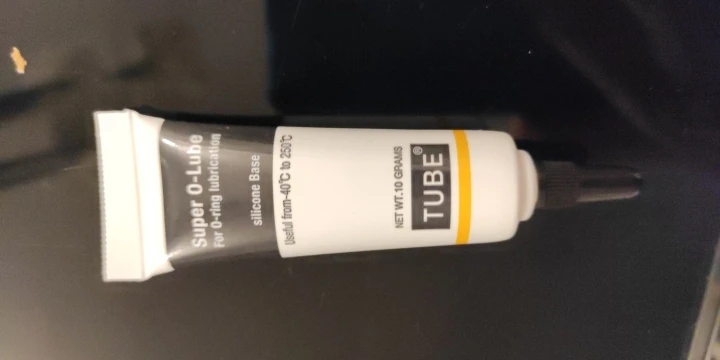 Super O-Lube
For O-ring lubrication
silicone Base
Useful from-40℃ to 250℃
NET WT.10 GRAMS
TUBE®